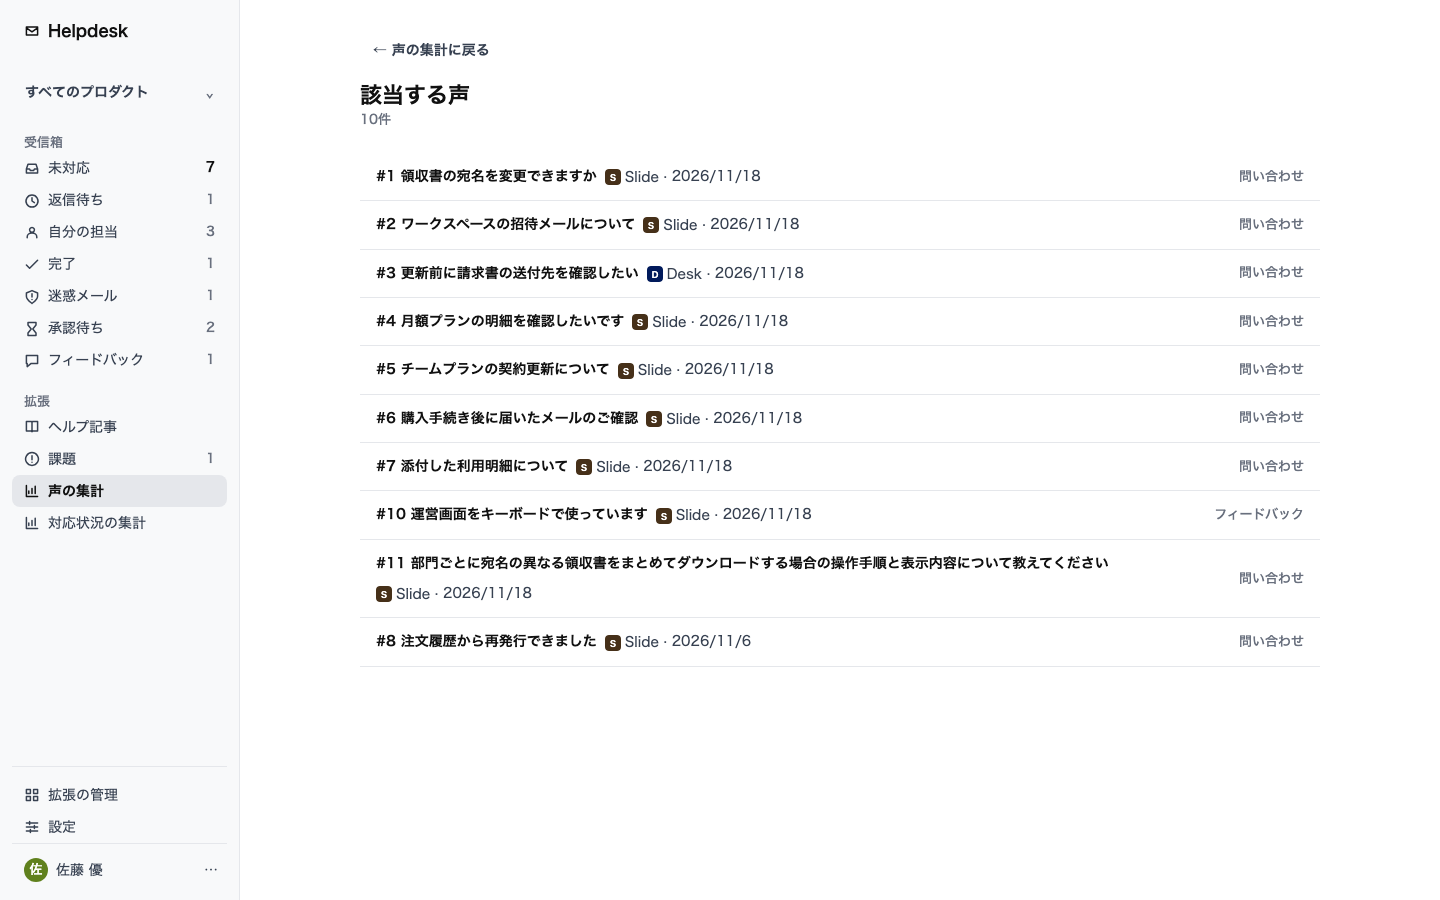 Helpdesk
すべてのプロダクト
受信箱
未対応 7
返信待ち 1
自分の担当 3
完了 1
迷惑メール 1
承認待ち 2
フィードバック 1
拡張
ヘルプ記事
課題 1
声の集計
対応状況の集計
拡張の管理
設定
佐 佐藤 優 …
← 声の集計に戻る
該当する声
10件
#1 領収書の宛名を変更できますか S Slide · 2026/11/18 問い合わせ
#2 ワークスペースの招待メールについて S Slide · 2026/11/18 問い合わせ
#3 更新前に請求書の送付先を確認したい D Desk · 2026/11/18 問い合わせ
#4 月額プランの明細を確認したいです S Slide · 2026/11/18 問い合わせ
#5 チームプランの契約更新について S Slide · 2026/11/18 問い合わせ
#6 購入手続き後に届いたメールのご確認 S Slide · 2026/11/18 問い合わせ
#7 添付した利用明細について S Slide · 2026/11/18 問い合わせ
#10 運営画面をキーボードで使っています S Slide · 2026/11/18 フィードバック
#11 部門ごとに宛名の異なる領収書をまとめてダウンロードする場合の操作手順と表示内容について教えてください
S Slide · 2026/11/18 問い合わせ
#8 注文履歴から再発行できました S Slide · 2026/11/6 問い合わせ